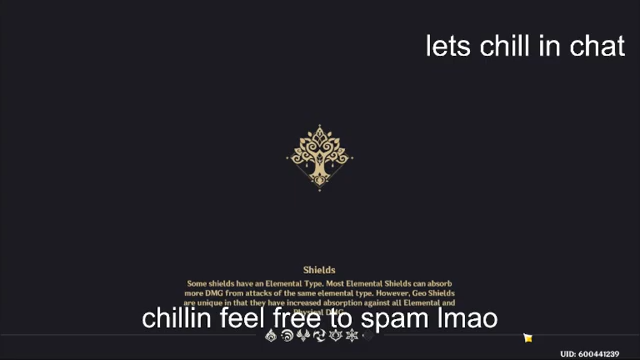 lets chill in chat
Shields
Some shields have an Elemental Type. Most Elemental Shields can absorb
more DMG from attacks of the same elemental type. However, Geo Shields
are unique in that they have increased absorption against all Elemental and
Physical DMG.
chillin feel free to spam lmao
UID: 600441239